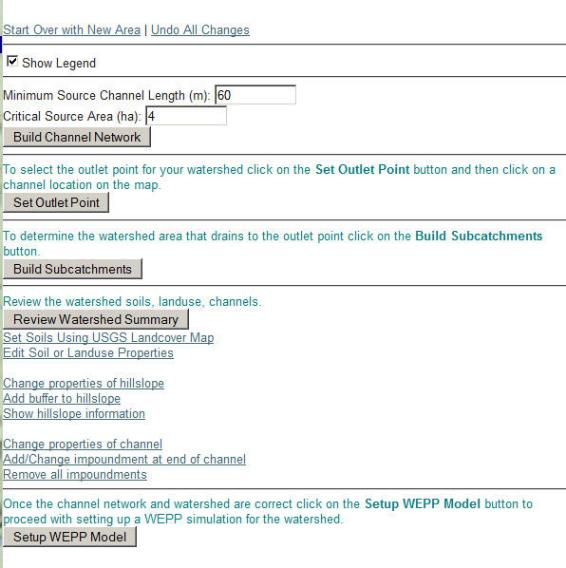 Start Over with New Area | Undo All Changes
Show Legend
Minimum Source Channel Length (m): 60
Critical Source Area (ha): 4
Build Channel Network
To select the outlet point for your watershed click on the Set Outlet Point button and then click on a
channel location on the map.
Set Outlet Point
To determine the watershed area that drains to the outlet point click on the Build Subcatchments
button.
Build Subcatchments
Review the watershed soils, landuse, channels.
Review Watershed Summary
Set Soils Using USGS Landcover Map
Edit Soil or Landuse Properties
Change properties of hillslope
Add buffer to hillslope
Show hillslope information
Change properties of channel
Add/Change impoundment at end of channel
Remove all impoundments
Once the channel network and watershed are correct click on the Setup WEPP Model button to
proceed with setting up a WEPP simulation for the watershed.
Setup WEPP Model